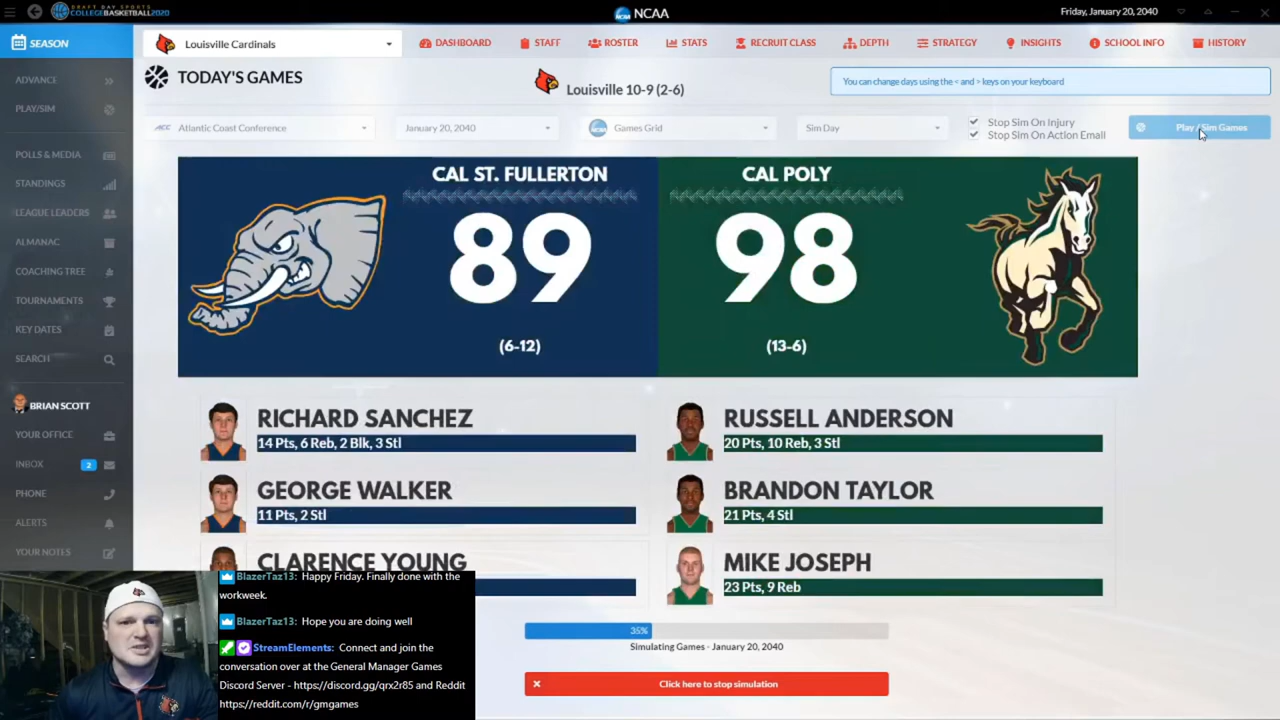 DRAFT DAY SPORTS
COLLEGE BASKETBALL 2020
NCAA
Friday, January 20, 2040
SEASON
Louisville Cardinals
DASHBOARD
STAFF
ROSTER
STATS
RECRUIT CLASS
DEPTH
STRATEGY
INSIGHTS
SCHOOL INFO
HISTORY
ADVANCE
PLAY/SIM
POLLS & MEDIA
STANDINGS
LEAGUE LEADERS
ALMANAC
COACHING TREE
TOURNAMENTS
KEY DATES
SEARCH
BRIAN SCOTT
YOUR OFFICE
INBOX 2
PHONE
ALERTS
YOUR NOTES
TODAY'S GAMES
Louisville 10-9 (2-6)
You can change days using the < and > keys on your keyboard
ACC Atlantic Coast Conference
January 20, 2040
Games Grid
Sim Day
Stop Sim On Injury
Stop Sim On Action Email
Play / Sim Games
CAL ST. FULLERTON
89
(6-12)
CAL POLY
98
(13-6)
RICHARD SANCHEZ
14 Pts, 6 Reb, 2 Blk, 3 Stl
RUSSELL ANDERSON
20 Pts, 10 Reb, 3 Stl
GEORGE WALKER
11 Pts, 2 Stl
BRANDON TAYLOR
21 Pts, 4 Stl
CLARENCE YOUNG
MIKE JOSEPH
23 Pts, 9 Reb
BlazerTaz13: Happy Friday. Finally done with the
workweek.
BlazerTaz13: Hope you are doing well
StreamElements: Connect and join the
conversation over at the General Manager Games
Discord Server - https://discord.gg/qrx2r85 and Reddit
https://reddit.com/r/gmgames
35%
Simulating Games - January 20, 2040
Click here to stop simulation